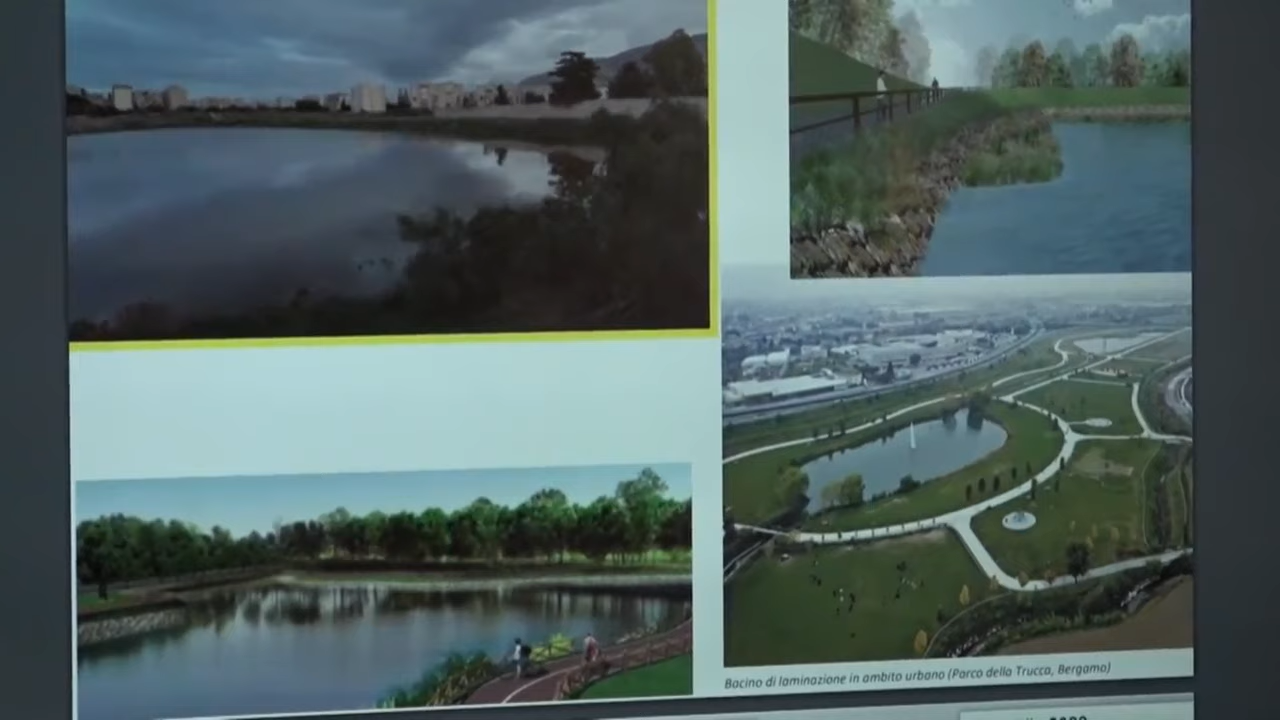 Bacino di laminazione in ambito urbano (Parco della Trucca, Bergamo)